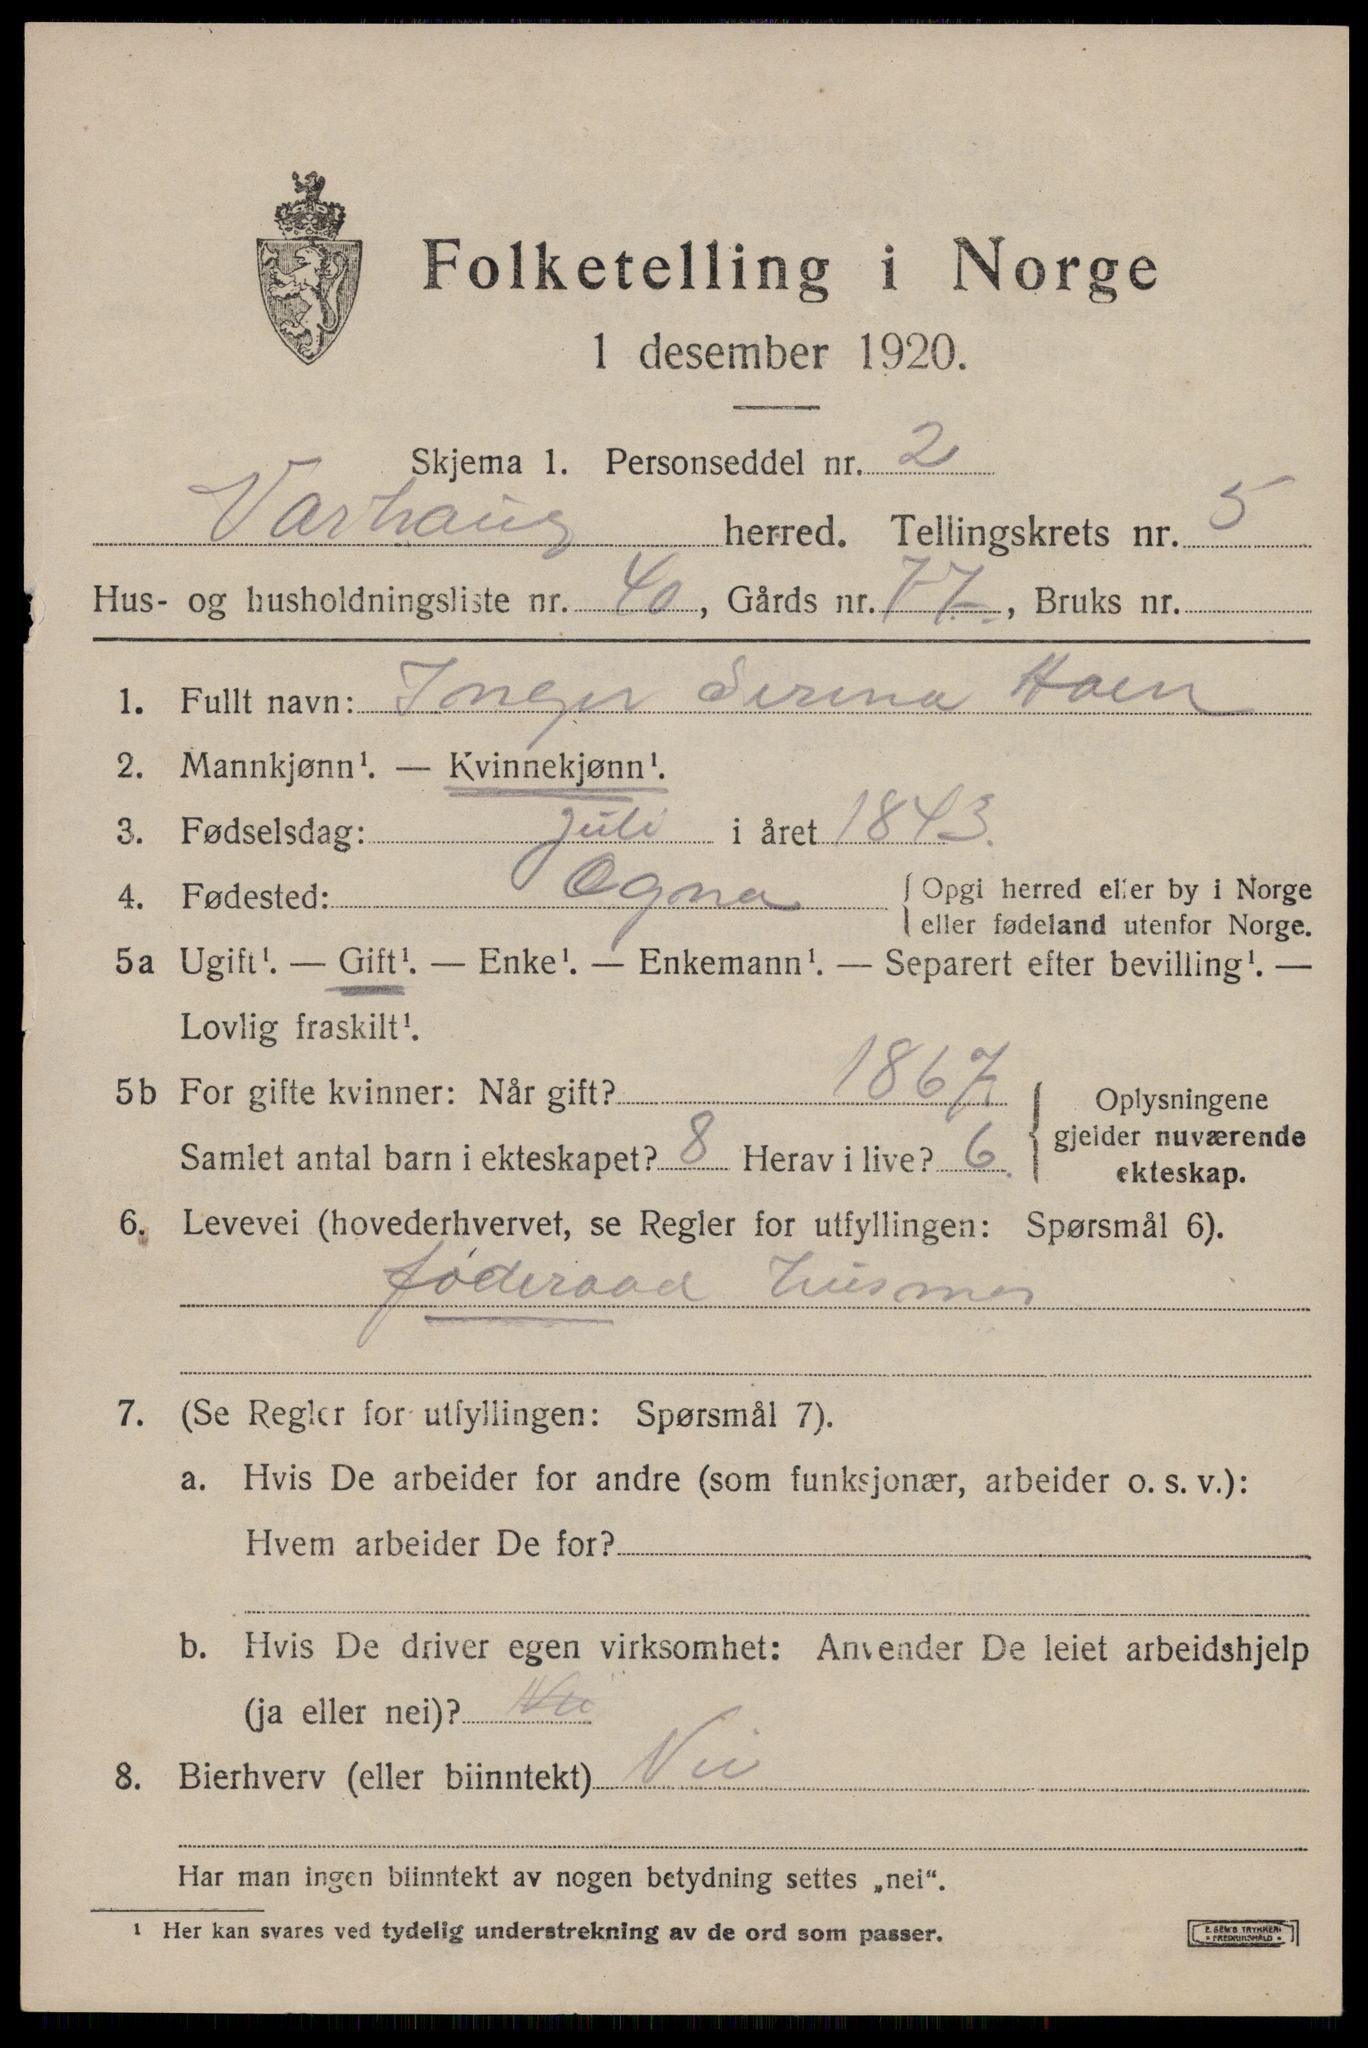 Folketelling i Norge
1 desember 1920.
Skjema 1. Personseddel nr. 2
Varhaug herred. Tellingskrets nr. 5
Hus- og husholdningsliste nr. 40, Gårds nr. 77, Bruks nr.
1. Fullt navn: Inger Serina Haen
2. Mannkjønn¹. — Kvinnekjønn¹.
3. Fødselsdag: juli i året 1843.
4. Fødested: Ogna { Opgi herred eller by i Norge
eller fødeland utenfor Norge.
5a Ugift¹. — Gift¹. — Enke¹. — Enkemann¹. — Separert efter bevilling¹. —
Lovlig fraskilt¹.
5b For gifte kvinner: Når gift? 1867 { Oplysningene
gjelder nuværende
ekteskap.
Samlet antal barn i ekteskapet? 8 Herav i live? 6.
6. Levevei (hovederhvervet, se Regler for utfyllingen: Spørsmål 6).
føderaad husmor
7. (Se Regler for utfyllingen: Spørsmål 7).
a. Hvis De arbeider for andre (som funksjonær, arbeider o. s. v.):
Hvem arbeider De for?
b. Hvis De driver egen virksomhet: Anvender De leiet arbeidshjelp
(ja eller nei)? Nei
8. Bierhverv (eller biinntekt) Nei
Har man ingen biinntekt av nogen betydning settes „nei“.
¹ Her kan svares ved tydelig understrekning av de ord som passer.
E. SEM'S TRYKKERI
• FREDRIKSHALD •